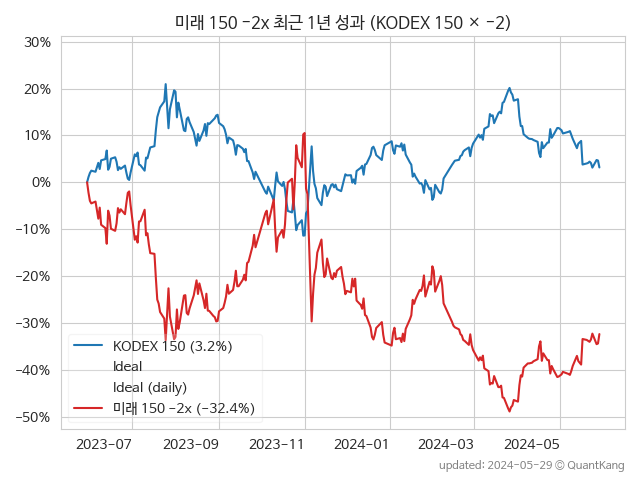 미래 150 −2x 최근 1년 성과 (KODEX 150 × −2)
30%
20%
10%
0%
−10%
−20%
−30%
−40%
−50%
KODEX 150 (3.2%)
Ideal
Ideal (daily)
미래 150 −2x (−32.4%)
2023−07
2023−09
2023−11
2024−01
2024−03
2024−05
updated: 2024−05−29 © QuantKang